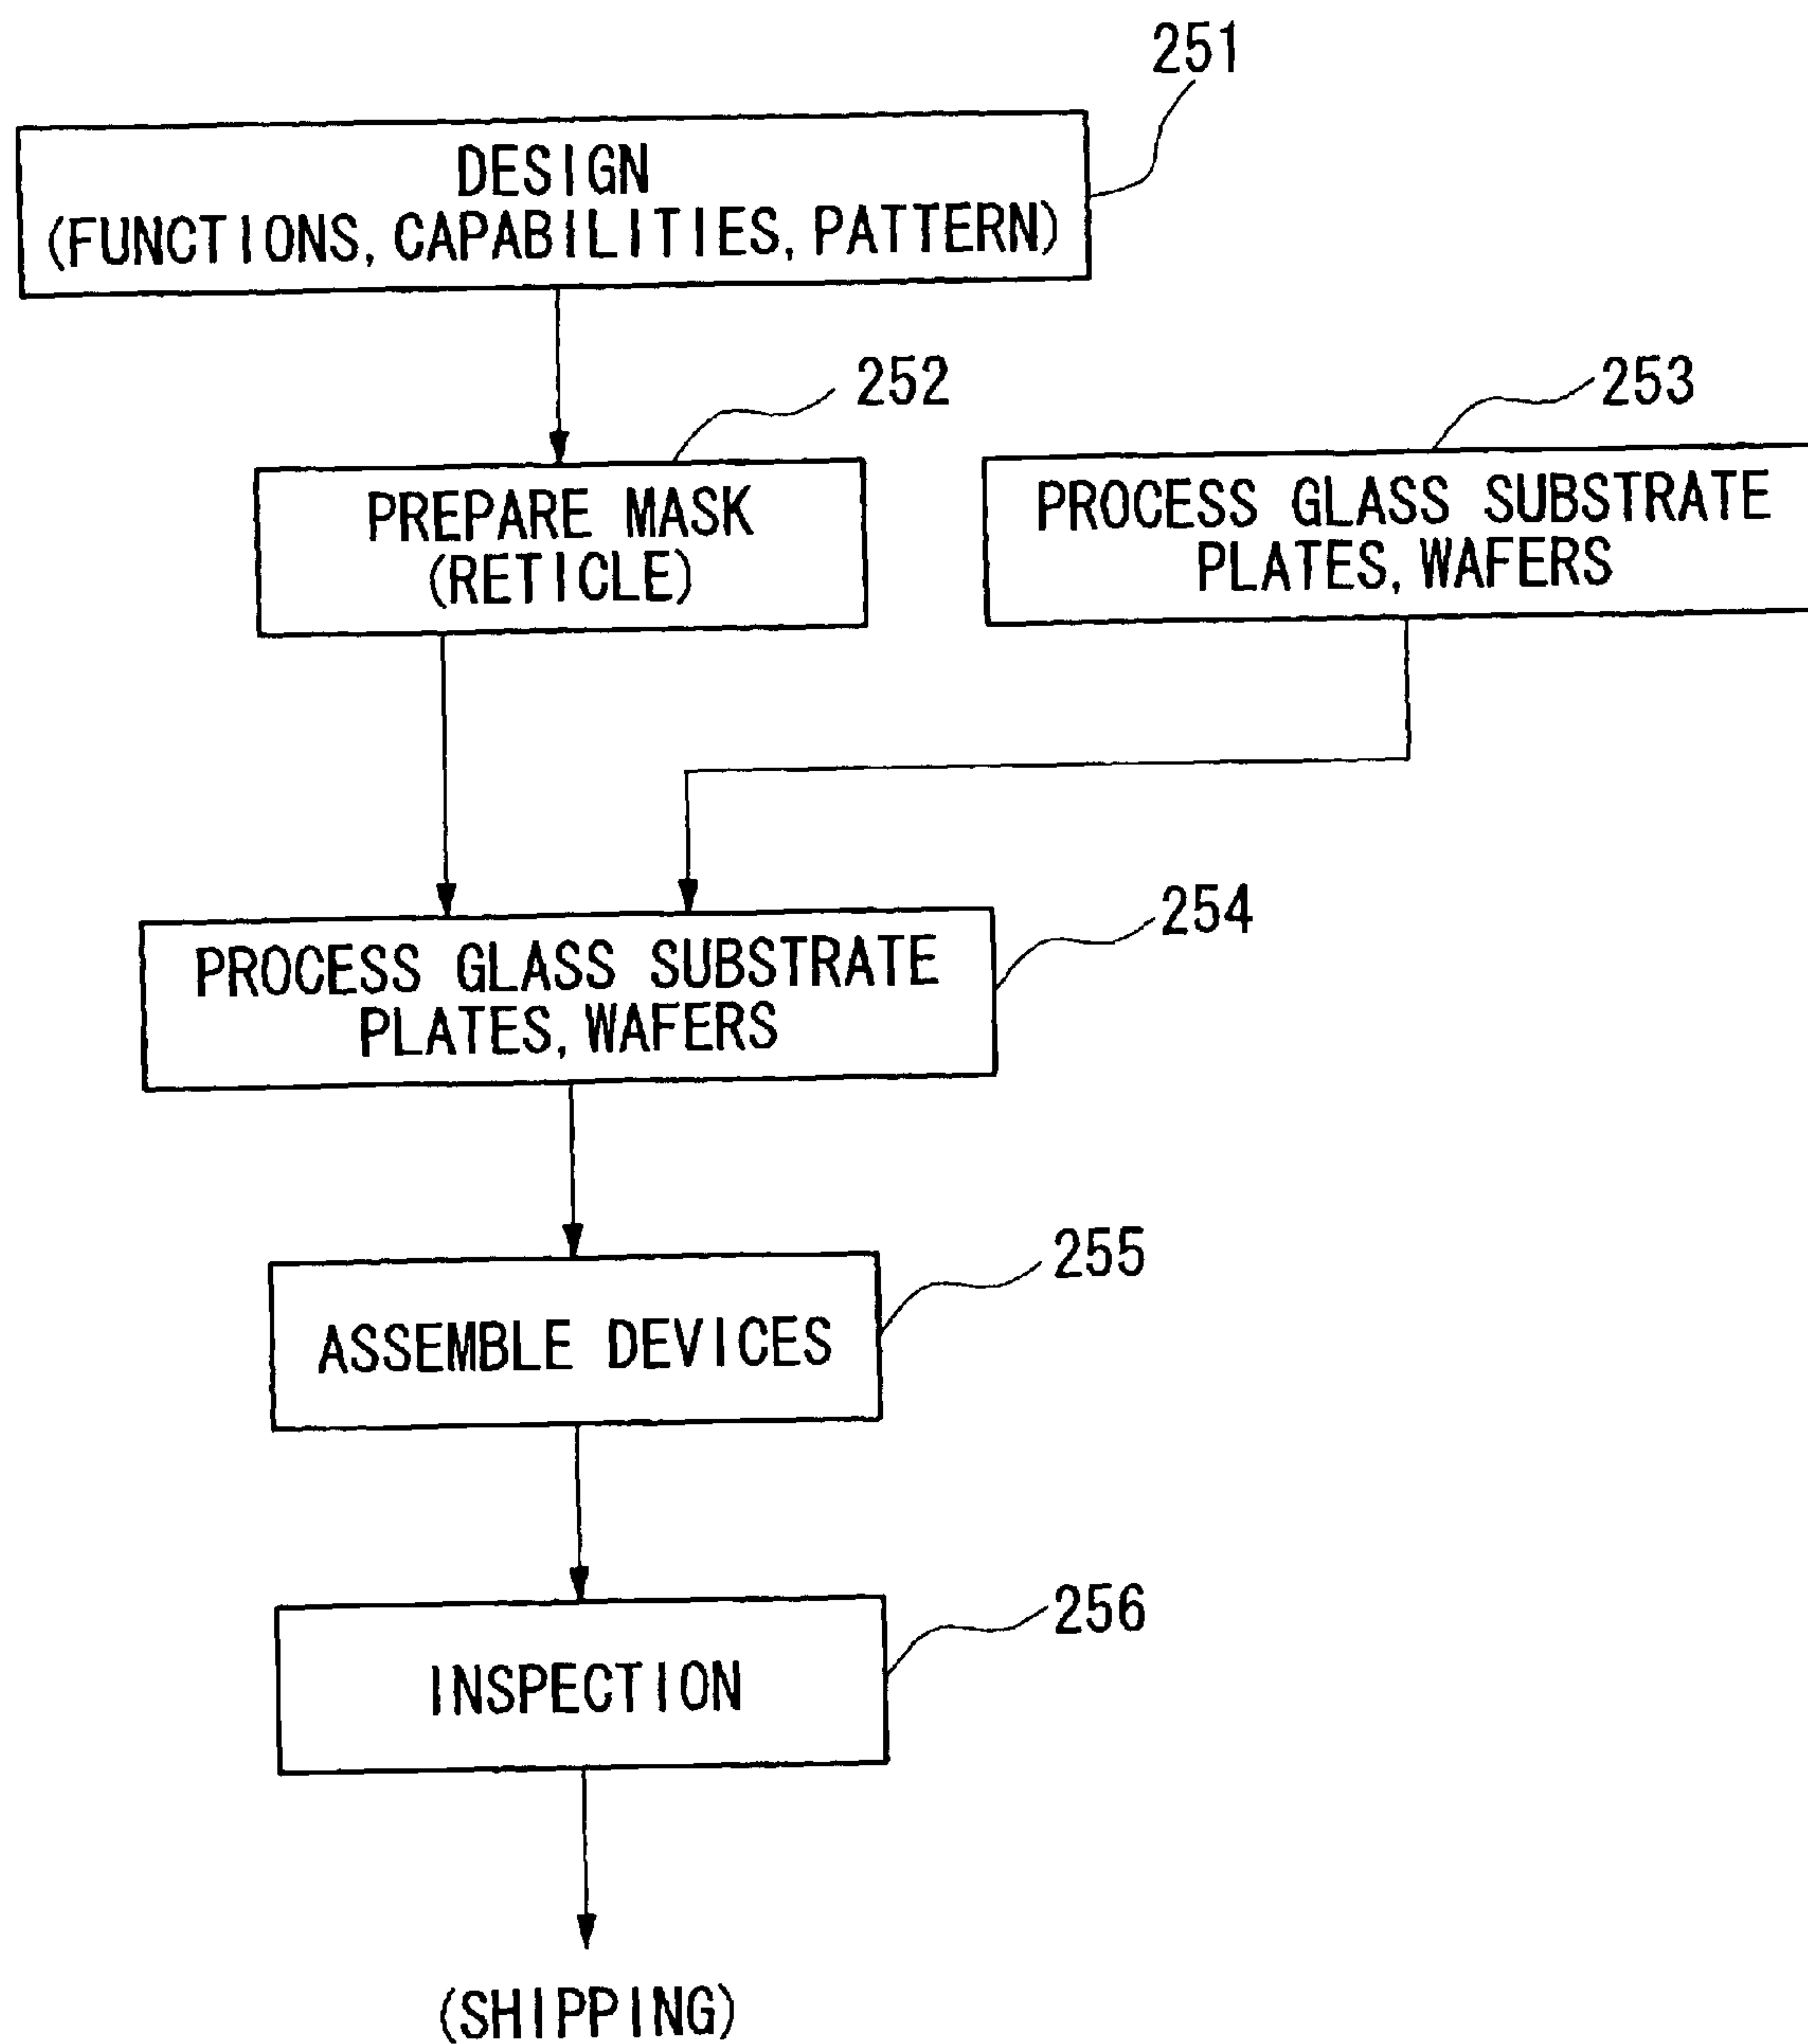 251
DESIGN
(FUNCTIONS, CAPABILITIES, PATTERN)
252
253
PREPARE MASK
(RETICLE)
PROCESS GLASS SUBSTRATE
PLATES, WAFERS
254
PROCESS GLASS SUBSTRATE
PLATES, WAFERS
255
ASSEMBLE DEVICES
256
INSPECTION
(SHIPPING)